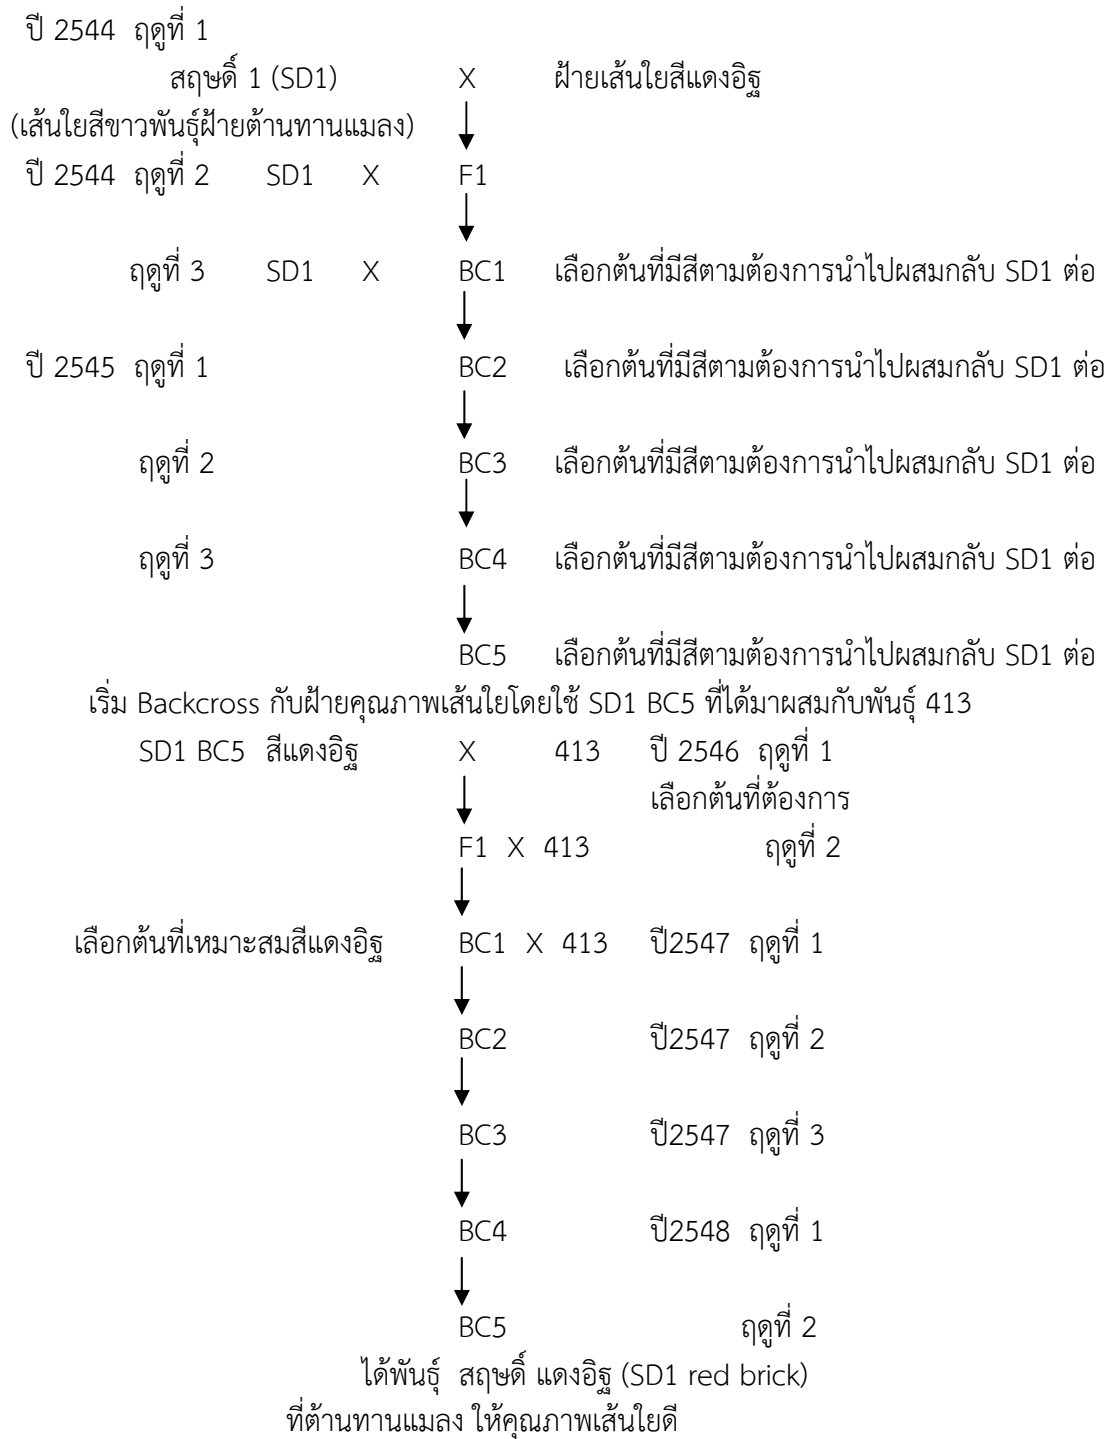 ปี 2544 ฤดูที่ 1
สฤษดิ์ 1 (SD1) X ฝ้ายเส้นใยสีแดงอิฐ
(เส้นใยสีขาวพันธุ์ฝ้ายต้านทานแมลง)
ปี 2544 ฤดูที่ 2 SD1 X F1
ฤดูที่ 3 SD1 X BC1 เลือกต้นที่มีสีตามต้องการนำไปผสมกลับ SD1 ต่อ
ปี 2545 ฤดูที่ 1 BC2 เลือกต้นที่มีสีตามต้องการนำไปผสมกลับ SD1 ต่อ
ฤดูที่ 2 BC3 เลือกต้นที่มีสีตามต้องการนำไปผสมกลับ SD1 ต่อ
ฤดูที่ 3 BC4 เลือกต้นที่มีสีตามต้องการนำไปผสมกลับ SD1 ต่อ
BC5 เลือกต้นที่มีสีตามต้องการนำไปผสมกลับ SD1 ต่อ
เริ่ม Backcross กับฝ้ายคุณภาพเส้นใยโดยใช้ SD1 BC5 ที่ได้มาผสมกับพันธุ์ 413
SD1 BC5 สีแดงอิฐ X 413 ปี 2546 ฤดูที่ 1
เลือกต้นที่ต้องการ
F1 X 413 ฤดูที่ 2
เลือกต้นที่เหมาะสมสีแดงอิฐ BC1 X 413 ปี2547 ฤดูที่ 1
BC2 ปี2547 ฤดูที่ 2
BC3 ปี2547 ฤดูที่ 3
BC4 ปี2548 ฤดูที่ 1
BC5 ฤดูที่ 2
ได้พันธุ์ สฤษดิ์ แดงอิฐ (SD1 red brick)
ที่ต้านทานแมลง ให้คุณภาพเส้นใยดี